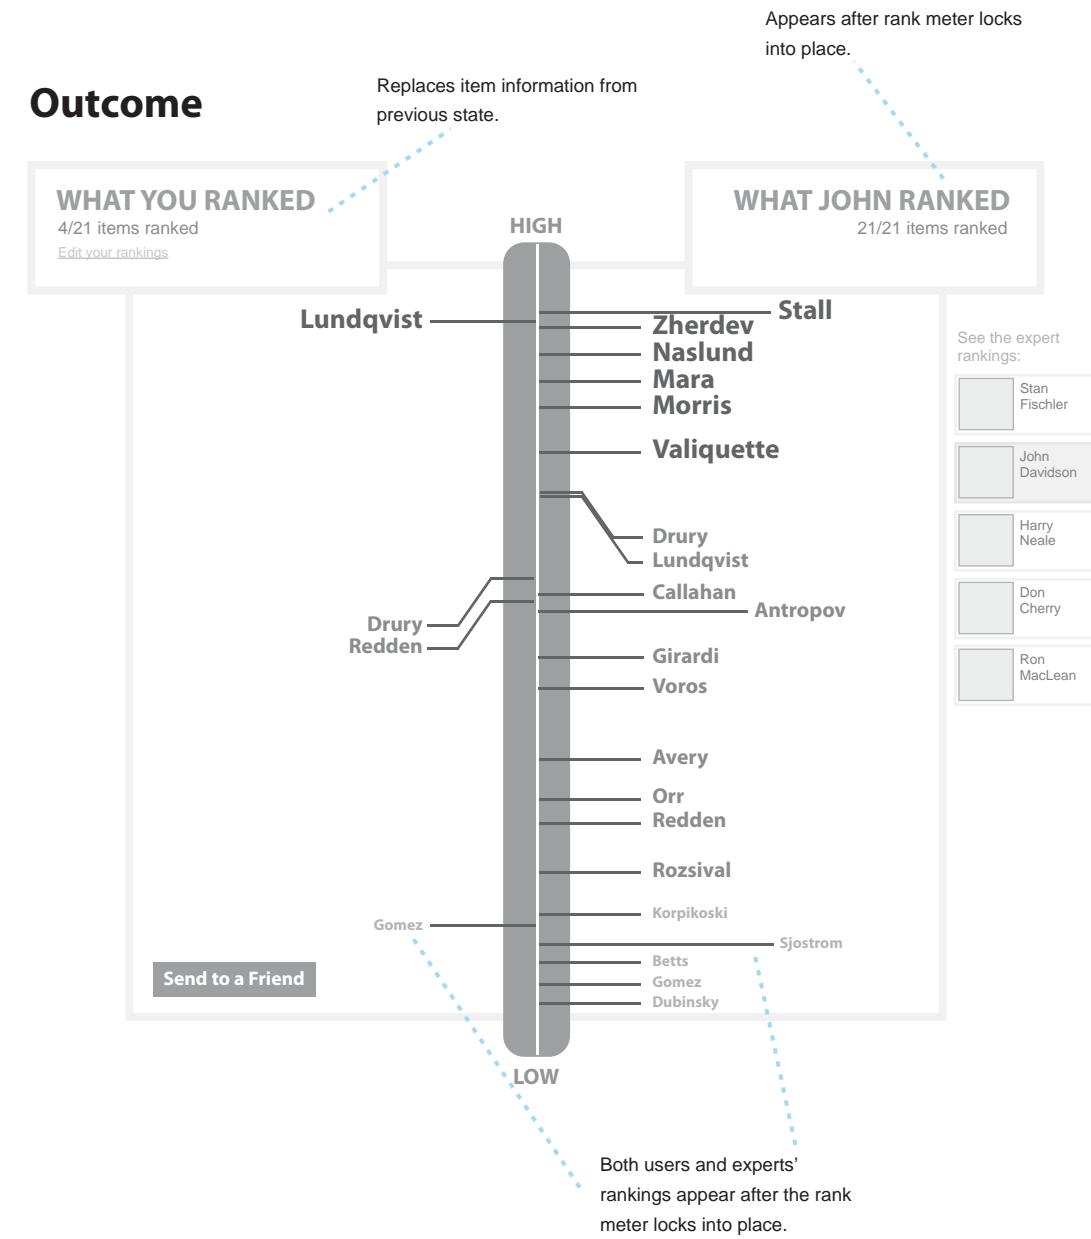 Appears after rank meter locks
into place.
Replaces item information from
previous state.
Outcome
WHAT YOU RANKED
4/21 items ranked
Edit your rankings
WHAT JOHN RANKED
21/21 items ranked
HIGH
Lundqvist
Stall
Zherdev
Naslund
Mara
Morris
Valiquette
Drury
Lundqvist
Callahan
Antropov
Drury
Redden
Girardi
Voros
Avery
Orr
Redden
Rozsival
Korpikoski
Gomez
Sjostrom
Betts
Gomez
Dubinsky
Send to a Friend
LOW
See the expert
rankings:
Stan
Fischler
John
Davidson
Harry
Neale
Don
Cherry
Ron
MacLean
Both users and experts’
rankings appear after the rank
meter locks into place.